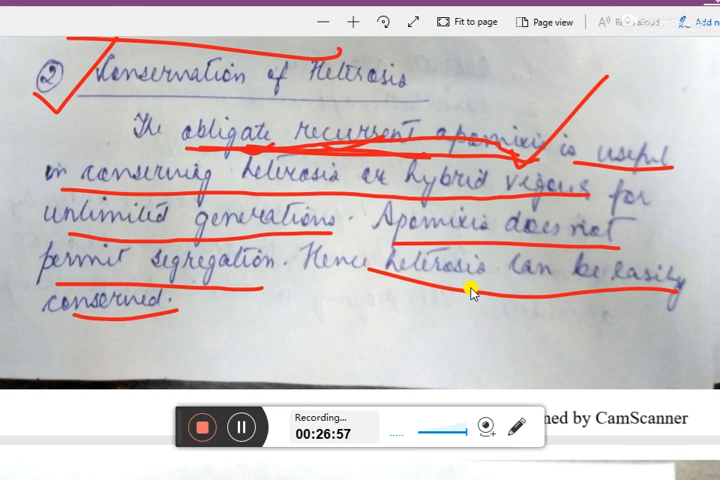 Fit to page
Page view
A))
Add no
② Conservation of Heterosis
The obligate recurrent apomixis is useful
in conserving heterosis or hybrid vigour for
unlimited generations. Apomixis does not
permit segregation. Hence heterosis can be easily
conserved.
Recording...
00:26:57
ned by CamScanner